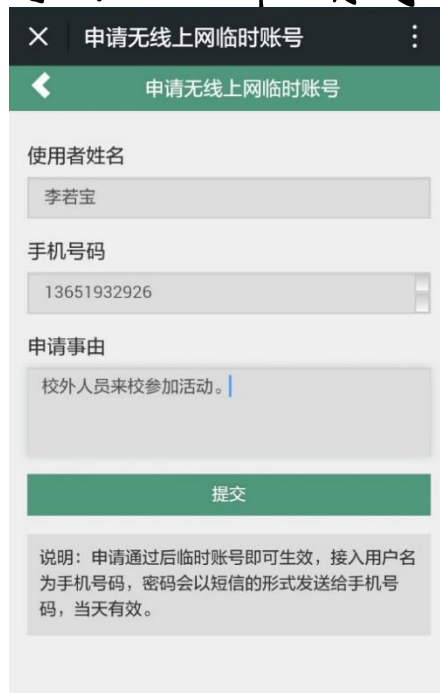 申请无线上网临时账号
申请无线上网临时账号
使用者姓名
李若宝
手机号码
13651932926
申请事由
校外人员来校参加活动。
提交
说明：申请通过后临时账号即可生效，接入用户名
为手机号码，密码会以短信的形式发送给手机号
码，当天有效。